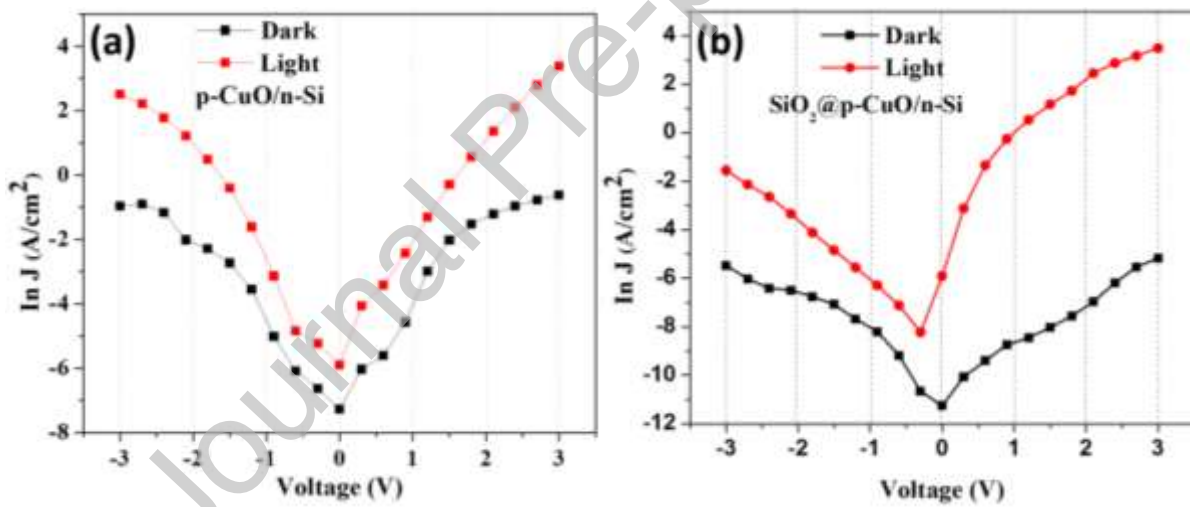 (a)
Dark
Light
p-CuO/n-Si
4
2
0
-2
-4
-6
-8
ln J (A/cm²)
-3 -2 -1 0 1 2 3
Voltage (V)
(b)
Dark
Light
SiO₂@p-CuO/n-Si
4
2
0
-2
-4
-6
-8
-10
-12
ln J (A/cm²)
-3 -2 -1 0 1 2 3
Voltage (V)
Journal Pre-p